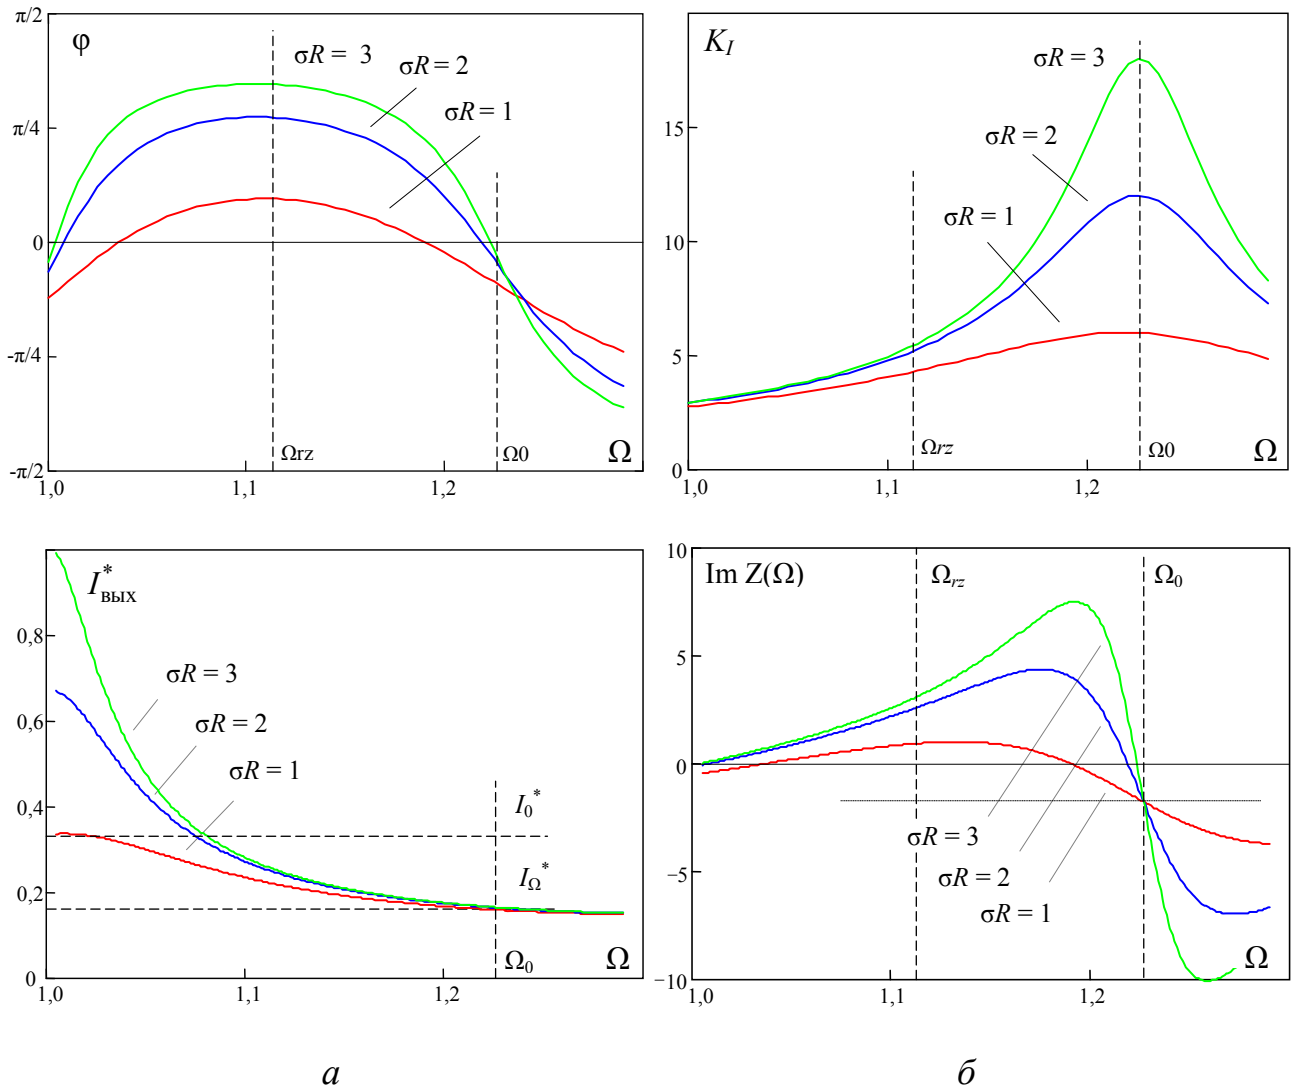 π/2
φ
σR = 3
σR = 2
σR = 1
π/4
0
-π/4
-π/2
Ωrz
Ω0
Ω
1,0
1,1
1,2
K_I
σR = 3
σR = 2
σR = 1
15
10
5
0
Ωrz
Ω0
Ω
1,0
1,1
1,2
I*вых
0,8
σR = 3
0,6
σR = 2
σR = 1
0,4
I₀*
I_Ω*
0,2
0
Ω₀
Ω
1,0
1,1
1,2
10
Im Z(Ω)
Ω_rz
Ω₀
5
0
σR = 3
−5
σR = 2
σR = 1
−10
Ω
1,0
1,1
1,2
а
б